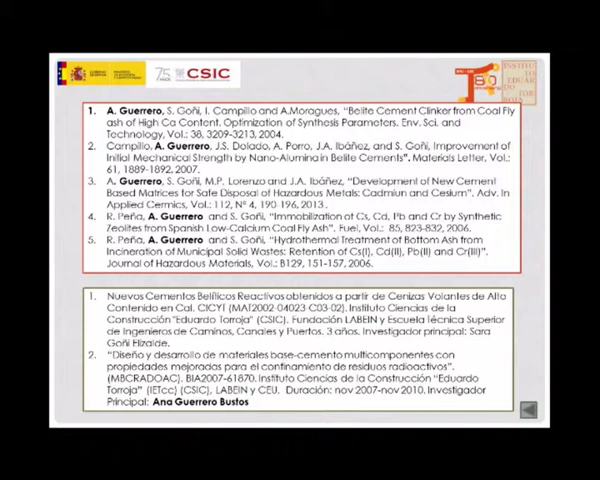 75 AÑOS CSIC
INSTITU
TO
EDUAR
DO
TOR
ROJA
1. A. Guerrero, S. Goñi, I. Campillo and A.Moragues, "Belite Cement Clinker from Coal Fly
ash of High Ca Content. Optimization of Synthesis Parameters. Env. Sci. and
Technology, Vol.: 38, 3209-3213, 2004.
2. Campillo, A. Guerrero, J.S. Dolado, A. Porro, J.A. Ibáñez, and S. Goñi, Improvement of
Initial Mechanical Strength by Nano-Alumina in Belite Cements". Materials Letter, Vol.:
61, 1889-1892, 2007.
3. A. Guerrero, S. Goñi, M.P. Lorenzo and J.A. Ibáñez, "Development of New Cement
Based Matrices for Safe Disposal of Hazardous Metals: Cadmiun and Cesium". Adv. In
Applied Cermics, Vol.: 112, Nº 4, 190-196, 2013.
4. R. Peña, A. Guerrero and S. Goñi, "Immobilization of Cs, Cd, Pb and Cr by Synthetic
Zeolites from Spanish Low-Calcium Coal Fly Ash". Fuel, Vol.: 85, 823-832, 2006.
5. R. Peña, A. Guerrero and S. Goñi, "Hydrothermal Treatment of Bottom Ash from
Incineration of Municipal Solid Wastes: Retention of Cs(I), Cd(II), Pb(II) and Cr(III)".
Journal of Hazardous Materials, Vol.: B129, 151-157, 2006.
1. Nuevos Cementos Belíticos Reactivos obtenidos a partir de Cenizas Volantes de Alto
Contenido en Cal. CICYT (MAT2002-04023-C03-02). Instituto Ciencias de la
Construcción "Eduardo Torroja" (CSIC). Fundación LABEIN y Escuela Técnica Superior
de Ingenieros de Caminos, Canales y Puertos. 3 años. Investigador principal: Sara
Goñi Elizalde.
2. "Diseño y desarrollo de materiales base-cemento multicomponentes con
propiedades mejoradas para el confinamiento de residuos radioactivos".
(MBCRADOAC). BIA2007-61870. Instituto Ciencias de la Construcción "Eduardo
Torroja" (IETcc) (CSIC), LABEIN y CEU. Duración: nov 2007-nov2010. Investigador
Principal: Ana Guerrero Bustos